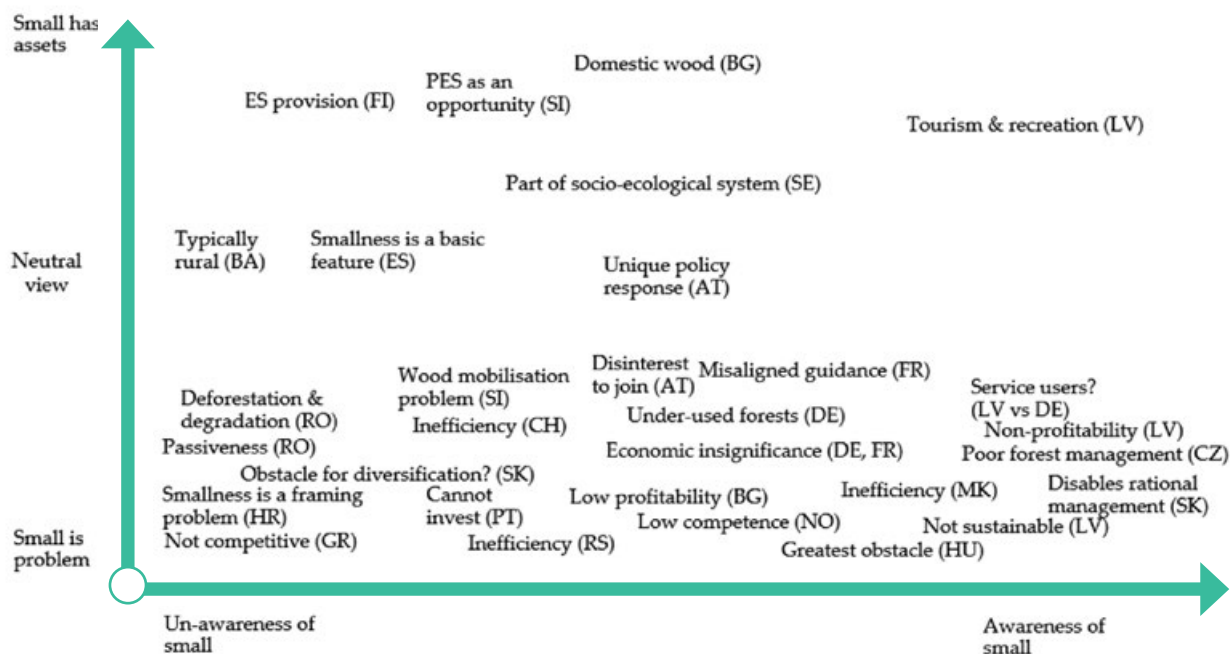 Small has
assets
Domestic wood (BG)
PES as an
opportunity (SI)
ES provision (FI)
Tourism & recreation (LV)
Part of socio-ecological system (SE)
Typically
rural (BA)
Smallness is a basic
feature (ES)
Neutral
view
Unique policy
response (AT)
Disinterest
to join (AT)
Misaligned guidance (FR)
Wood mobilisation
problem (SI)
Service users?
(LV vs DE)
Deforestation &
degradation (RO)
Under-used forests (DE)
Inefficiency (CH)
Non-profitability (LV)
Passiveness (RO)
Economic insignificance (DE, FR)
Poor forest management (CZ)
Obstacle for diversification? (SK)
Smallness is a framing
problem (HR)
Cannot
invest (PT)
Low profitability (BG)
Inefficiency (MK)
Disables rational
management (SK)
Low competence (NO)
Not sustainable (LV)
Small is
problem
Not competitive (GR)
Inefficiency (RS)
Greatest obstacle (HU)
Un-awareness of
small
Awareness of
small